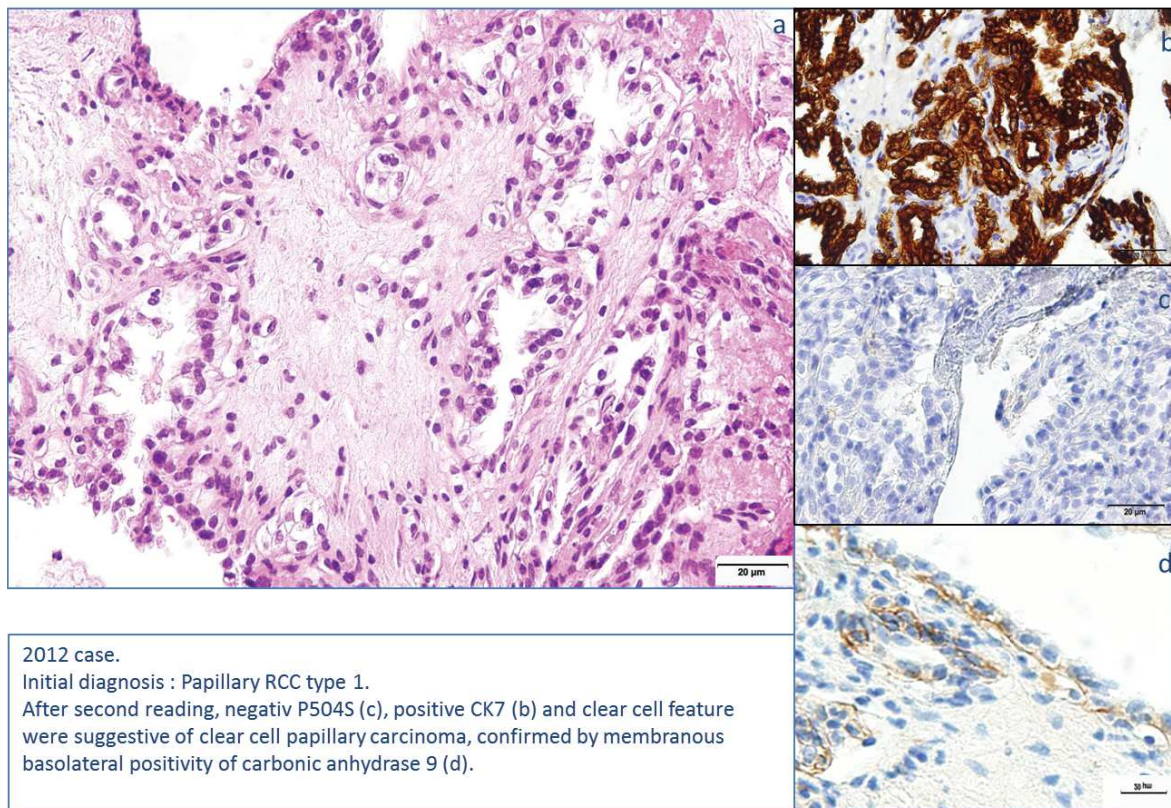 a
b
c
20 µm
20 µm
d
2012 case.
Initial diagnosis : Papillary RCC type 1.
After second reading, negativ P504S (c), positive CK7 (b) and clear cell feature
were suggestive of clear cell papillary carcinoma, confirmed by membranous
basolateral positivity of carbonic anhydrase 9 (d).